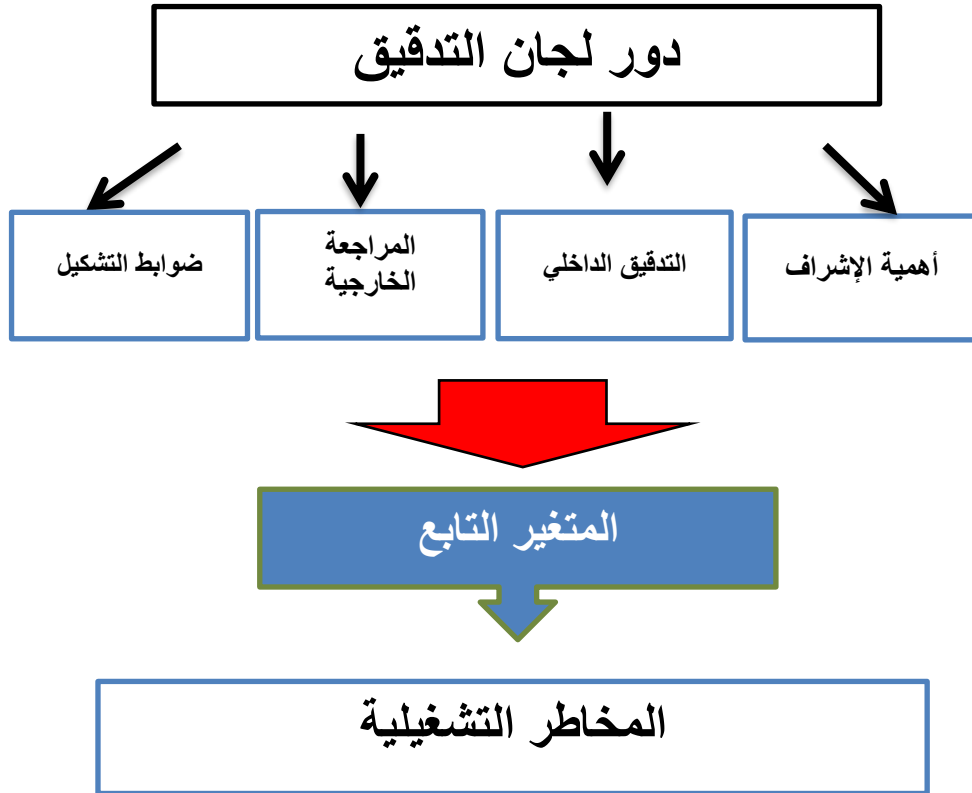 دور لجان التدقيق
أهمية الإشراف
التدقيق الداخلي
المراجعة
الخارجية
ضوابط التشكيل
المتغير التابع
المخاطر التشغيلية